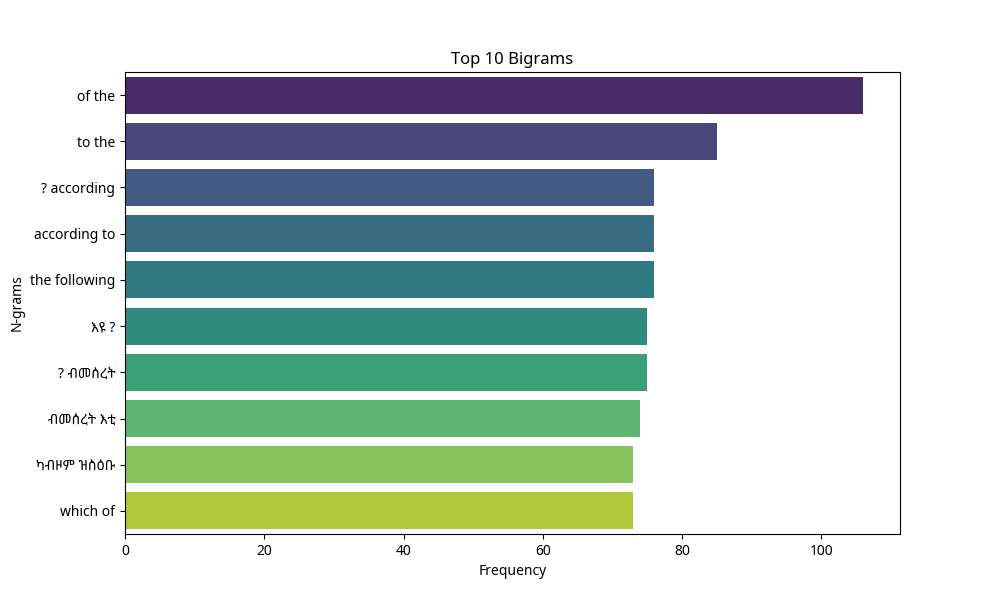 Top 10 Bigrams
N-grams
of the
to the
? according
according to
the following
እዩ ?
? ብመሰረት
ብመሰረት እቲ
ካብዞም ዝስዕቡ
which of
0 20 40 60 80 100
Frequency